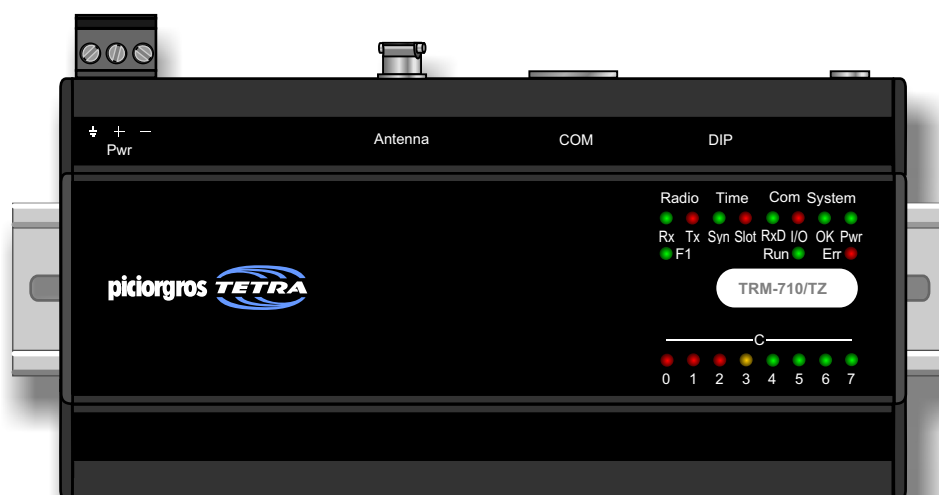 + −
Pwr
Antenna
COM
DIP
Radio Time Com System
Rx Tx Syn Slot RxD I/O OK Pwr
F1 Run Err
piciorgros TETRA
TRM-710/TZ
C
0 1 2 3 4 5 6 7